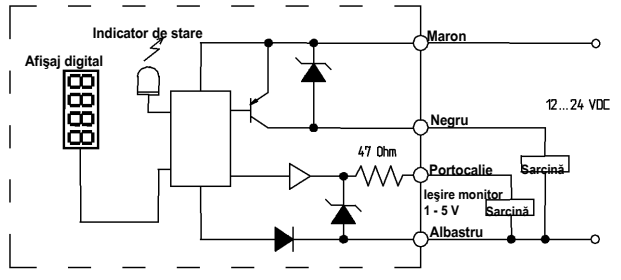 Indicator de stare
Maron
Afişaj digital
12...24 VDC
Negru
47 Ohm
Portocalie
Sarcină
Ieşire monitor
1 - 5 V
Sarcină
Albastru